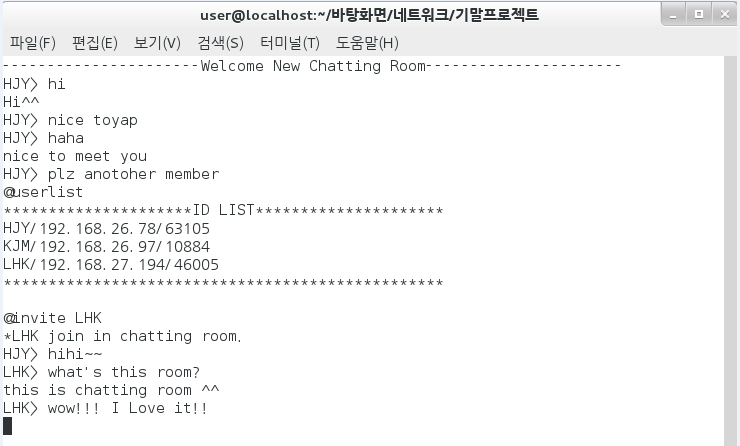 user@localhost:~/바탕화면/네트워크/기말프로젝트
파일(F) 편집(E) 보기(V) 검색(S) 터미널(T) 도움말(H)
----------------------Welcome New Chatting Room----------------------
HJY> hi
Hi^^
HJY> nice toyap
HJY> haha
nice to meet you
HJY> plz anotoher member
@userlist
*********************ID LIST*********************
HJY/192.168.26.78/63105
KJM/192.168.26.97/10884
LHK/192.168.27.194/46005
*************************************************
@invite LHK
*LHK join in chatting room.
HJY> hihi~~
LHK> what's this room?
this is chatting room ^^
LHK> wow!!! I Love it!!